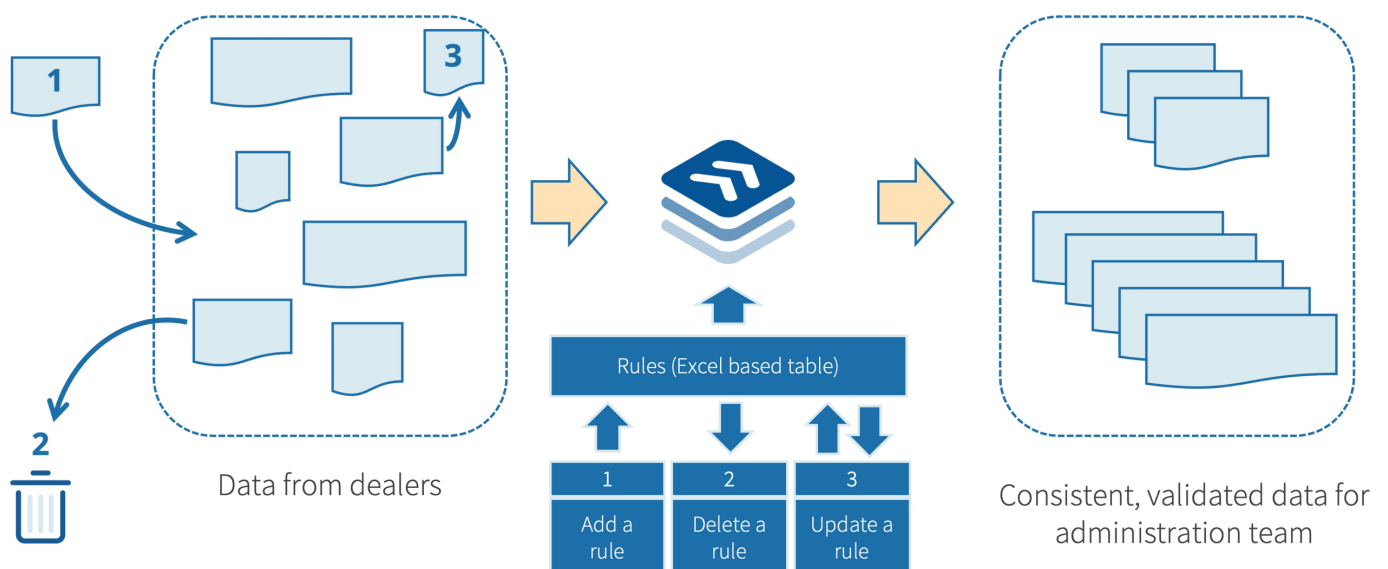 1
3
2
Data from dealers
Rules (Excel based table)
1
2
3
Add a
rule
Delete a
rule
Update a
rule
Consistent, validated data for
administration team